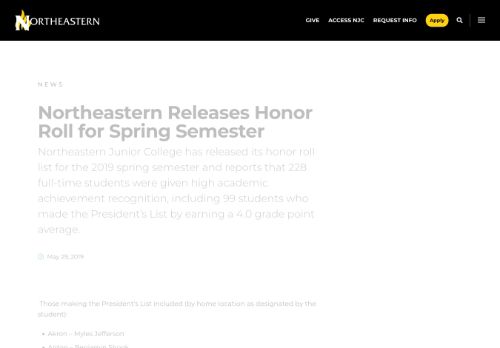 NORTHEASTERN
GIVE ACCESS NJC REQUEST INFO Apply
NEWS
Northeastern Releases Honor
Roll for Spring Semester
Northeastern Junior College has released its honor roll
list for the 2019 spring semester and reports that 228
full-time students were given high academic
achievement recognition, including 99 students who
made the President's List by earning a 4.0 grade point
average.
May 29, 2019
Those making the President's List included (by home location as designated by the
student):
• Akron – Myles Jefferson